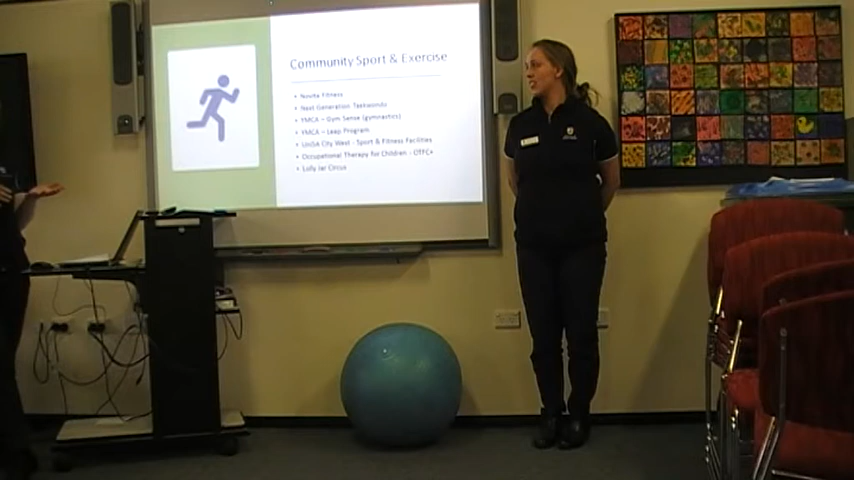 Community Sport & Exercise
• Novita Fitness
• Next Generation Taekwondo
• YMCA – Gym Sense (gymnastics)
• YMCA – Leap Program
• UniSA City West - Sport & Fitness Facilities
• Occupational Therapy for Children - OTFC+
• Lolly Jar Circus